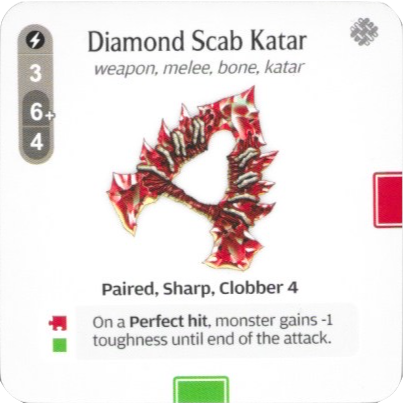 Diamond Scab Katar
weapon, melee, bone, katar
3
6+
4
Paired, Sharp, Clobber 4
On a Perfect hit, monster gains -1
toughness until end of the attack.